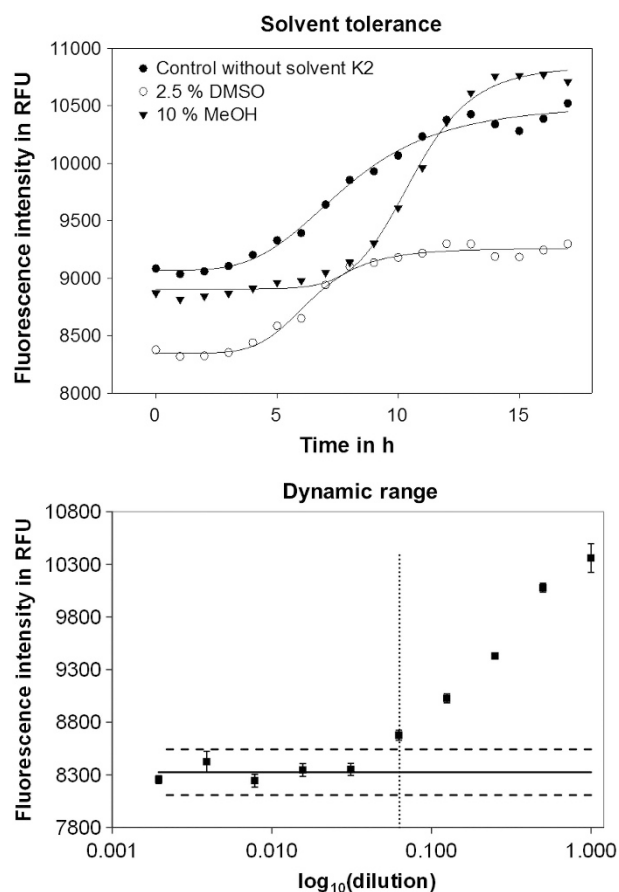 Solvent tolerance
11000
10500
10000
9500
9000
8500
8000
Fluorescence intensity in RFU
Control without solvent K2
2.5 % DMSO
10 % MeOH
0 5 10 15
Time in h
Dynamic range
10800
10300
9800
9300
8800
8300
7800
Fluorescence intensity in RFU
0.001 0.010 0.100 1.000
log10(dilution)